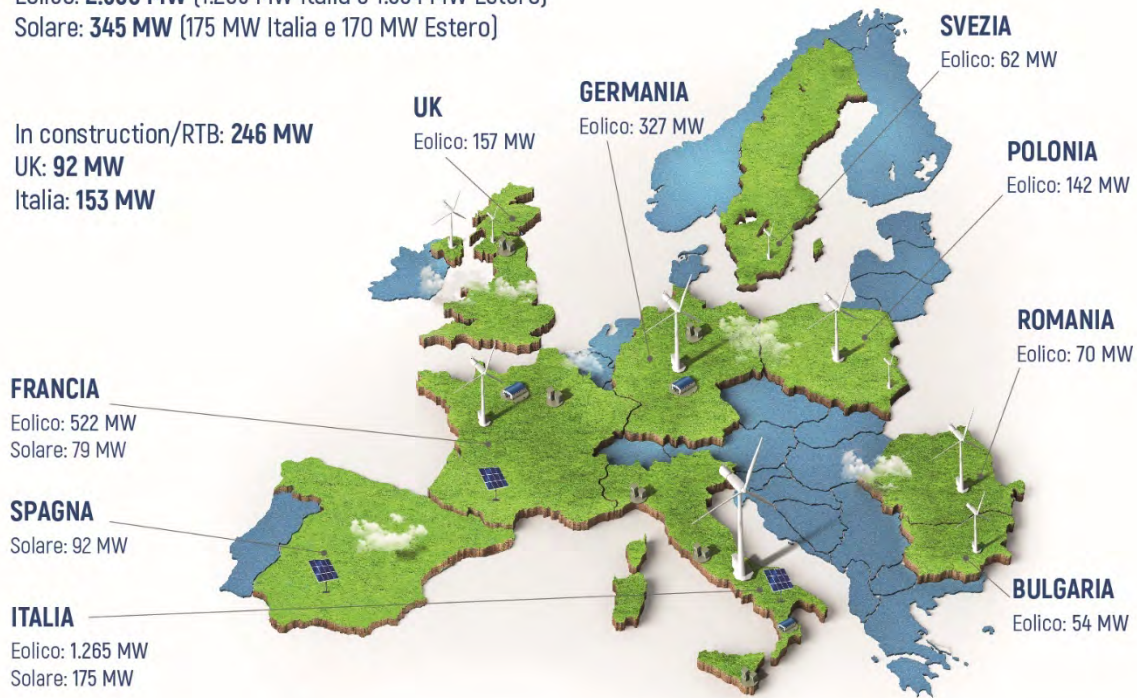 Solare: 345 MW (175 MW Italia e 170 MW Estero)
In construction/RTB: 246 MW
UK: 92 MW
Italia: 153 MW
SVEZIA
Eolico: 62 MW
GERMANIA
Eolico: 327 MW
UK
Eolico: 157 MW
POLONIA
Eolico: 142 MW
ROMANIA
Eolico: 70 MW
FRANCIA
Eolico: 522 MW
Solare: 79 MW
SPAGNA
Solare: 92 MW
ITALIA
Eolico: 1.265 MW
Solare: 175 MW
BULGARIA
Eolico: 54 MW